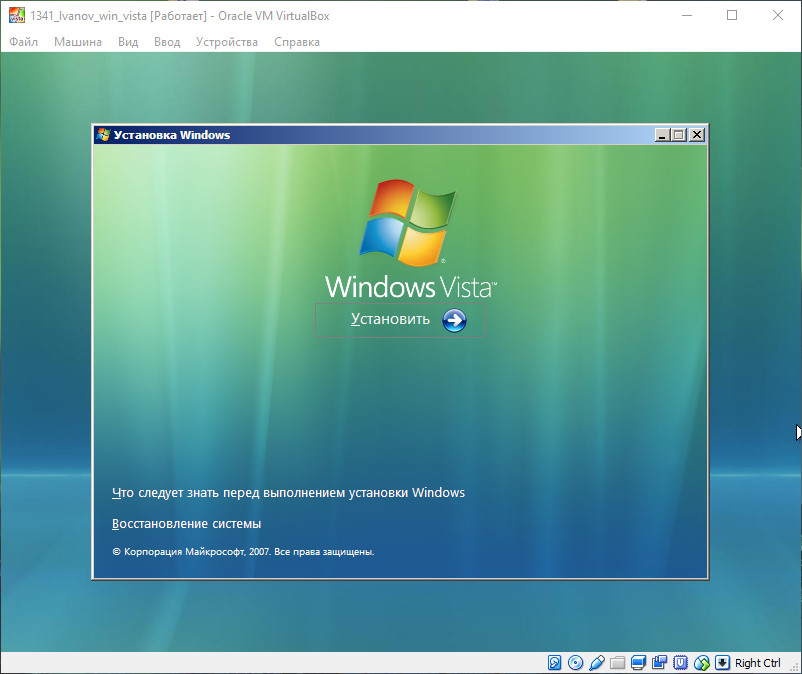 1341_Ivanov_win_vista [Работает] - Oracle VM VirtualBox
Файл Машина Вид Ввод Устройства Справка
Установка Windows
Windows Vista™
Установить
Что следует знать перед выполнением установки Windows
Восстановление системы
© Корпорация Майкрософт, 2007. Все права защищены.
Right Ctrl